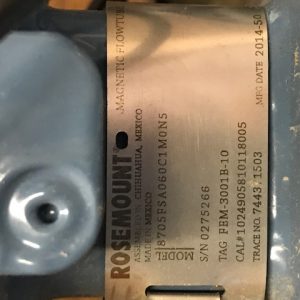 ROSEMOUNT
MAGNETIC FLOWTUBE
ASSEMBLED IN CHIHUAHUA, MEXICO
MADE IN MEXICO
MODEL
8705FSA060C1M0N5
S/N 0275266
TAG FEM-3001B-10
CAL# 1024905810118005
TRACE NO. 7443.1503
MFG DATE 2014-50